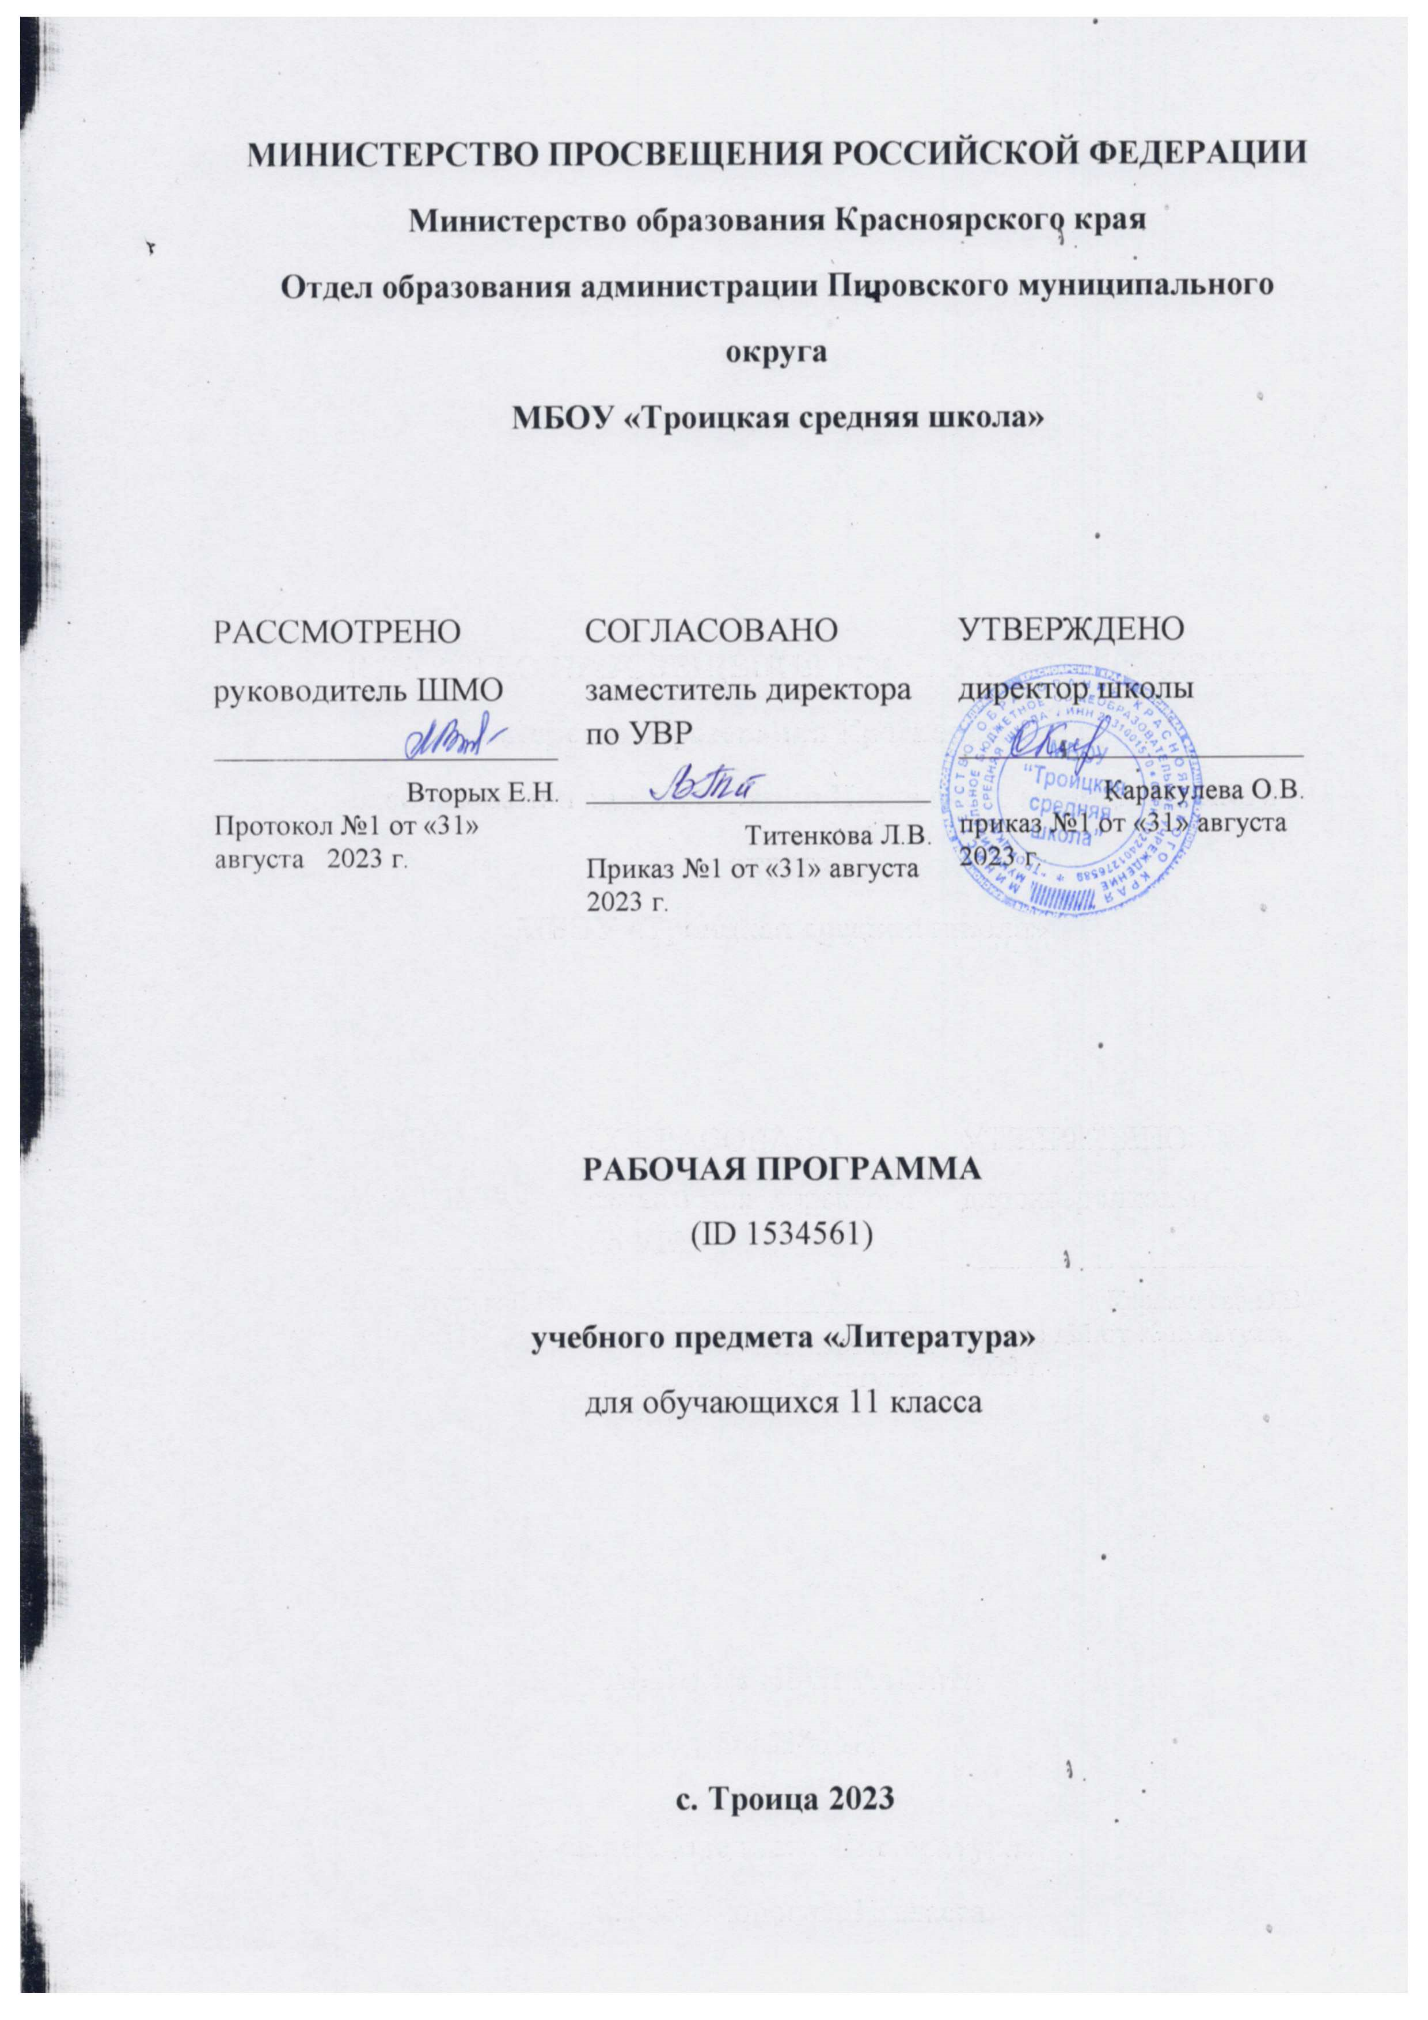 МИНИСТЕРСТВО ПРОСВЕЩЕНИЯ РОССИЙСКОЙ ФЕДЕРАЦИИ
Министерство образования Красноярского края
Отдел образования администрации Пировского муниципального
округа
МБОУ «Троицкая средняя школа»
РАССМОТРЕНО
руководитель ШМО
Вторых Е.Н.
Протокол №1 от «31»
августа 2023 г.
СОГЛАСОВАНО
заместитель директора
по УВР
Титенкова Л.В.
Приказ №1 от «31» августа
2023 г.
УТВЕРЖДЕНО
директор школы
Каракулева О.В.
приказ №1 от «31» августа
2023 г.
МБОУ
“Троицкая
средняя
школа”
РАБОЧАЯ ПРОГРАММА
(ID 1534561)
учебного предмета «Литература»
для обучающихся 11 класса
с. Троица 2023